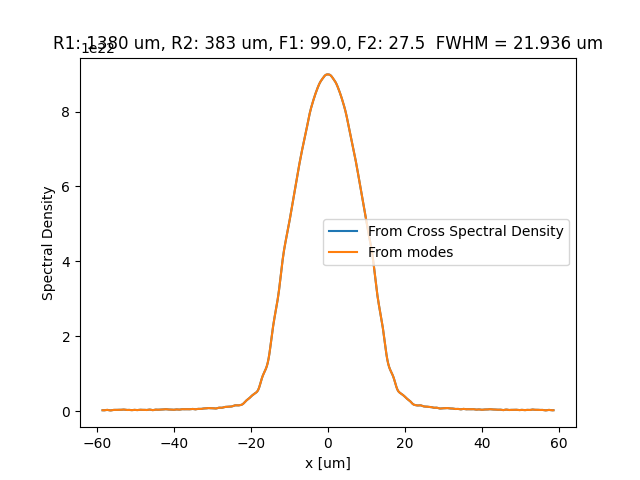 R1: 1380 um, R2: 383 um, F1: 99.0, F2: 27.5  FWHM = 21.936 um
1e22
8
6
4
2
0
Spectral Density
From Cross Spectral Density
From modes
−60 −40 −20 0 20 40 60
x [um]